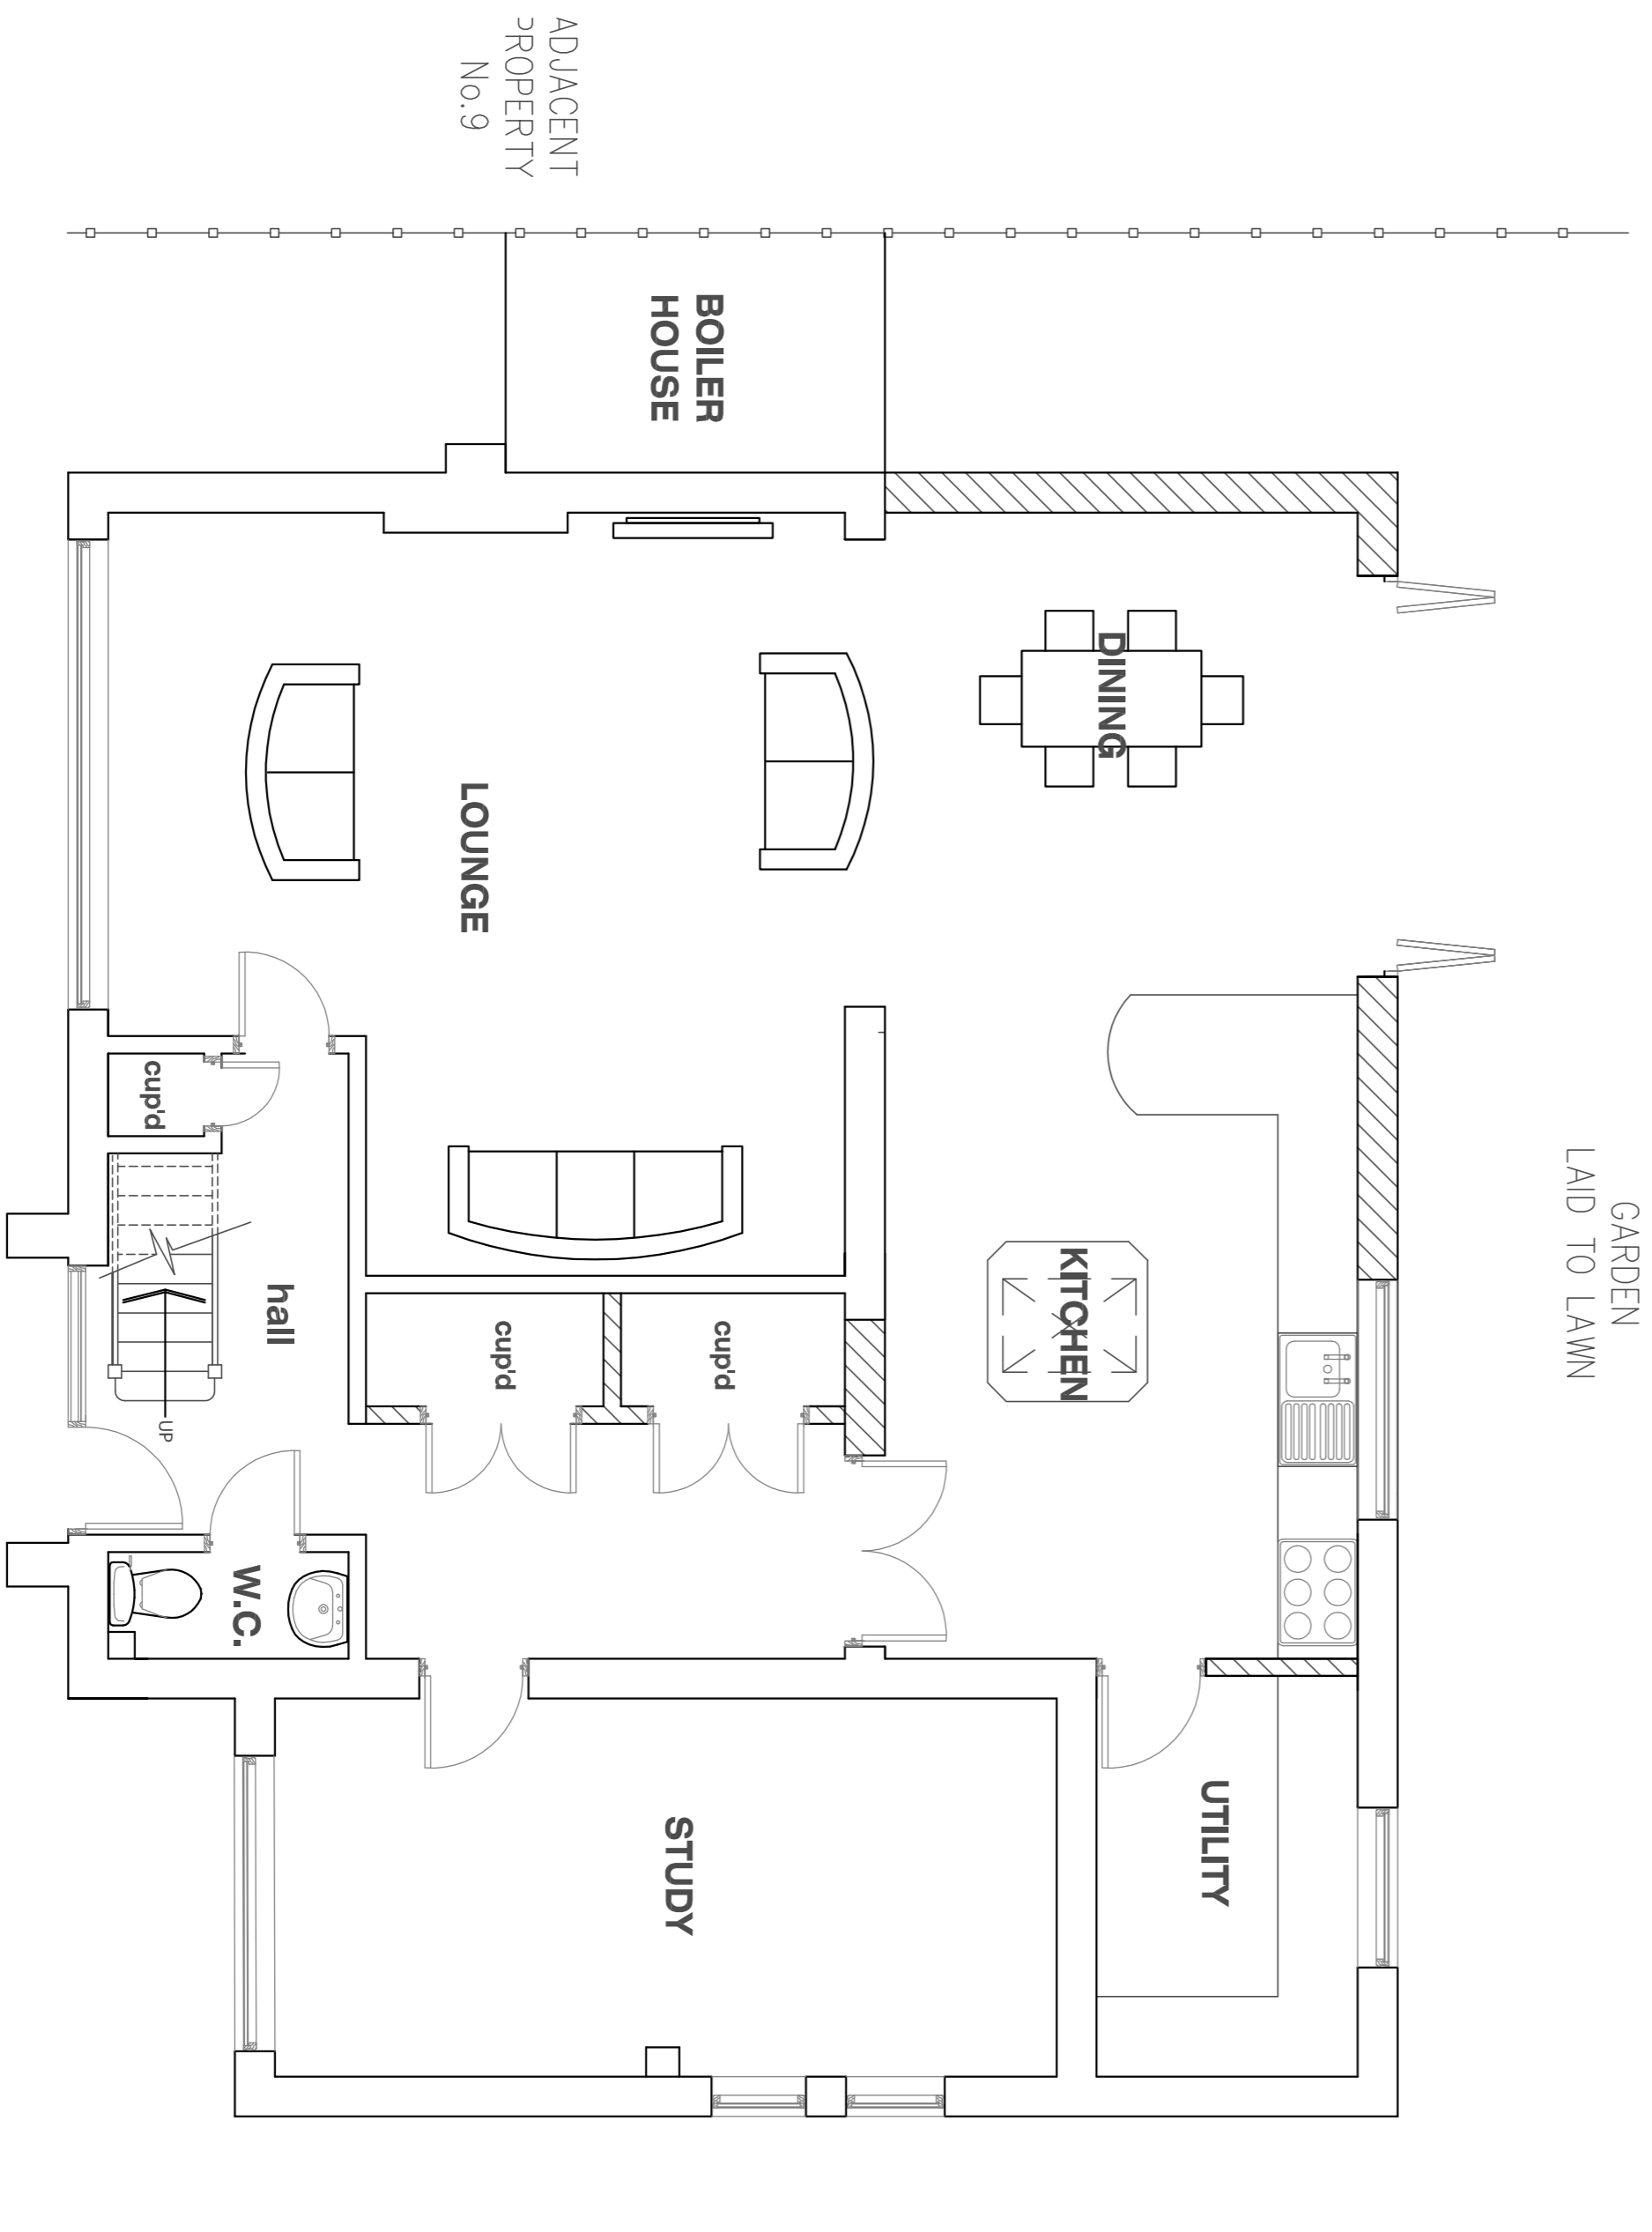 GARDEN
LAID TO LAWN
ADJACENT
PROPERTY
No.9
BOILER
HOUSE
DINING
KITCHEN
UTILITY
LOUNGE
cup'd
cup'd
STUDY
hall
cup'd
UP
W.C.